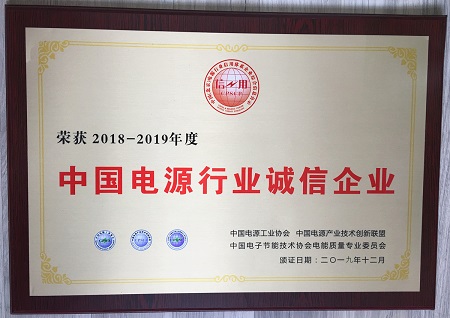 信用
荣获 2018-2019年度
中国电源行业诚信企业
中国电源工业协会 中国电源产业技术创新联盟
中国电子节能技术协会电能质量专业委员会
颁证日期：二〇一九年十二月